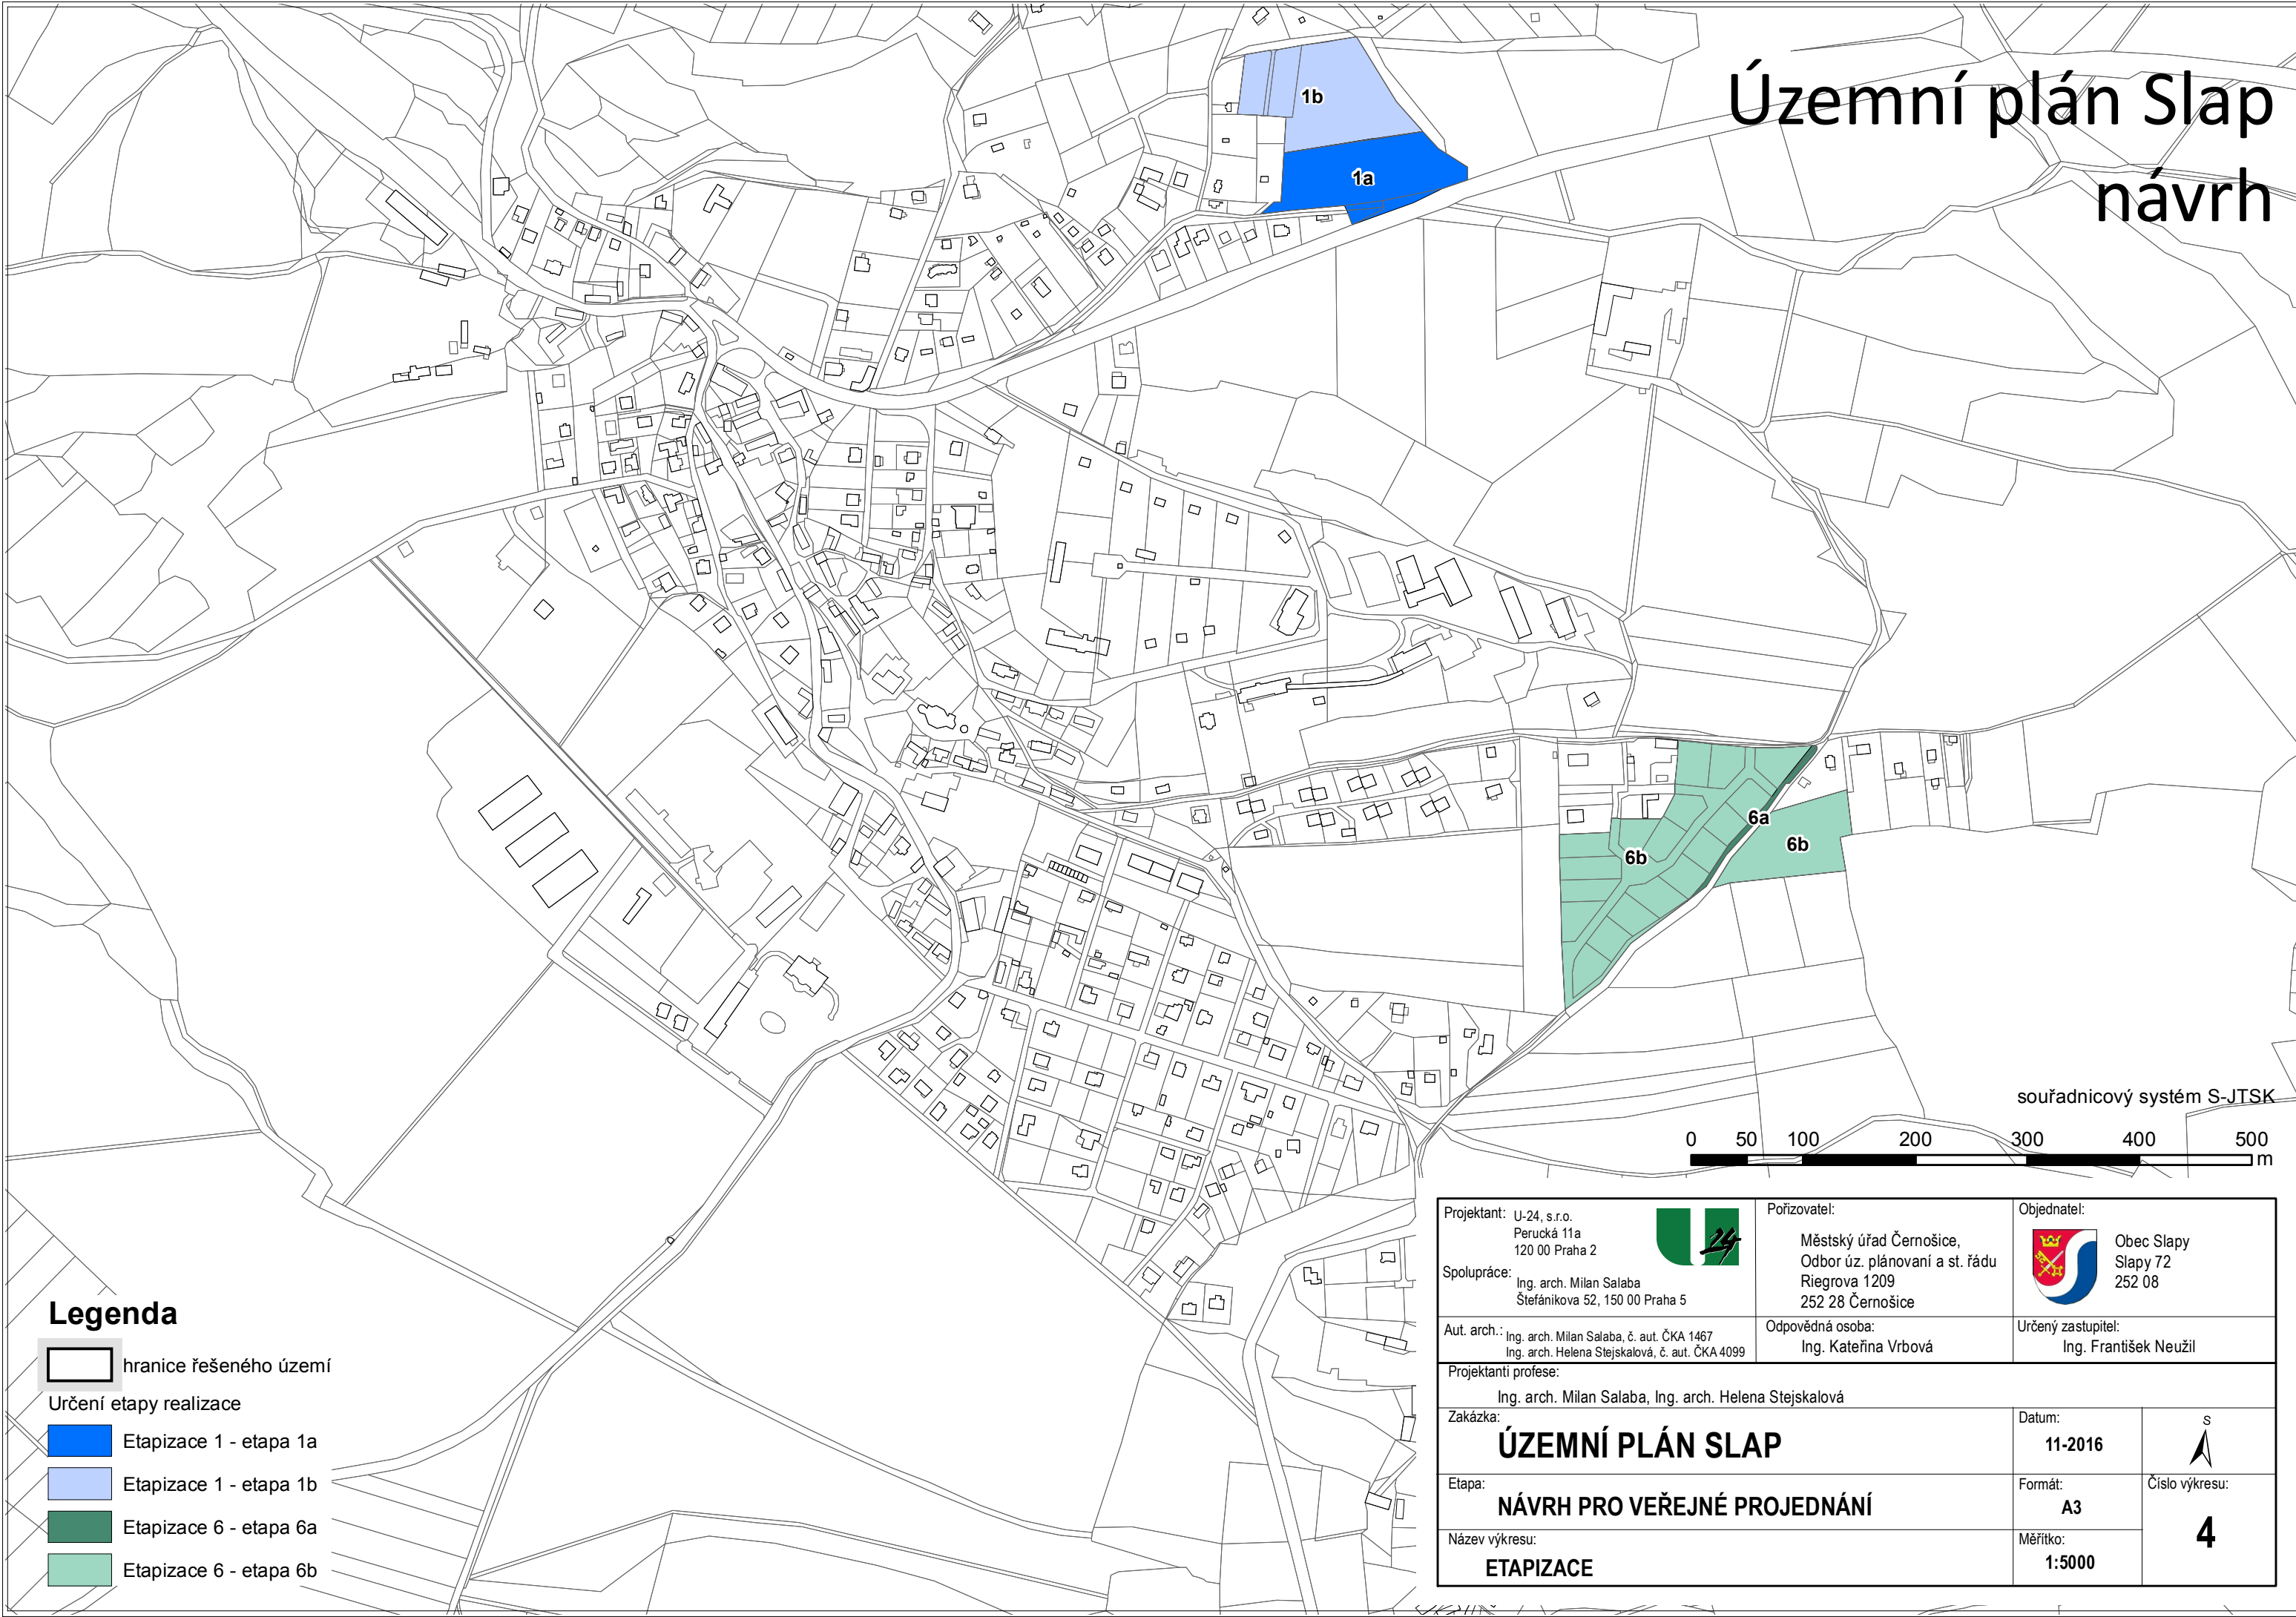 Územní plán Slap
návrh
1b
1a
6a
6b
6b
souřadnicový systém S-JTSK
0 50 100 200 300 400 500
m
Legenda
hranice řešeného území
Určení etapy realizace
Etapizace 1 - etapa 1a
Etapizace 1 - etapa 1b
Etapizace 6 - etapa 6a
Etapizace 6 - etapa 6b
Projektant: U-24, s.r.o.
Perucká 11a
120 00 Praha 2
U 24
Spolupráce: Ing. arch. Milan Salaba
Štefánikova 52, 150 00 Praha 5
Pořizovatel:
Městský úřad Černošice,
Odbor úz. plánovaní a st. řádu
Riegrova 1209
252 28 Černošice
Objednatel:
Obec Slapy
Slapy 72
252 08
Aut. arch.: Ing. arch. Milan Salaba, č. aut. ČKA 1467
Ing. arch. Helena Stejskalová, č. aut. ČKA 4099
Odpovědná osoba:
Ing. Kateřina Vrbová
Určený zastupitel:
Ing. František Neužil
Projektanti profese:
Ing. arch. Milan Salaba, Ing. arch. Helena Stejskalová
Zakázka:
ÚZEMNÍ PLÁN SLAP
Datum:
11-2016
S
Etapa:
NÁVRH PRO VEŘEJNÉ PROJEDNÁNÍ
Formát:
A3
Číslo výkresu:
4
Název výkresu:
ETAPIZACE
Měřítko:
1:5000